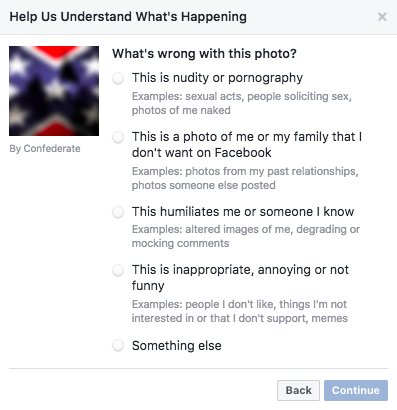 Help Us Understand What's Happening
What's wrong with this photo?
This is nudity or pornography
Examples: sexual acts, people soliciting sex,
photos of me naked
By Confederate
This is a photo of me or my family that I
don't want on Facebook
Examples: photos from my past relationships,
photos someone else posted
This humiliates me or someone I know
Examples: altered images of me, degrading or
mocking comments
This is inappropriate, annoying or not
funny
Examples: people I don't like, things I'm not
interested in or that I don't support, memes
Something else
Back
Continue